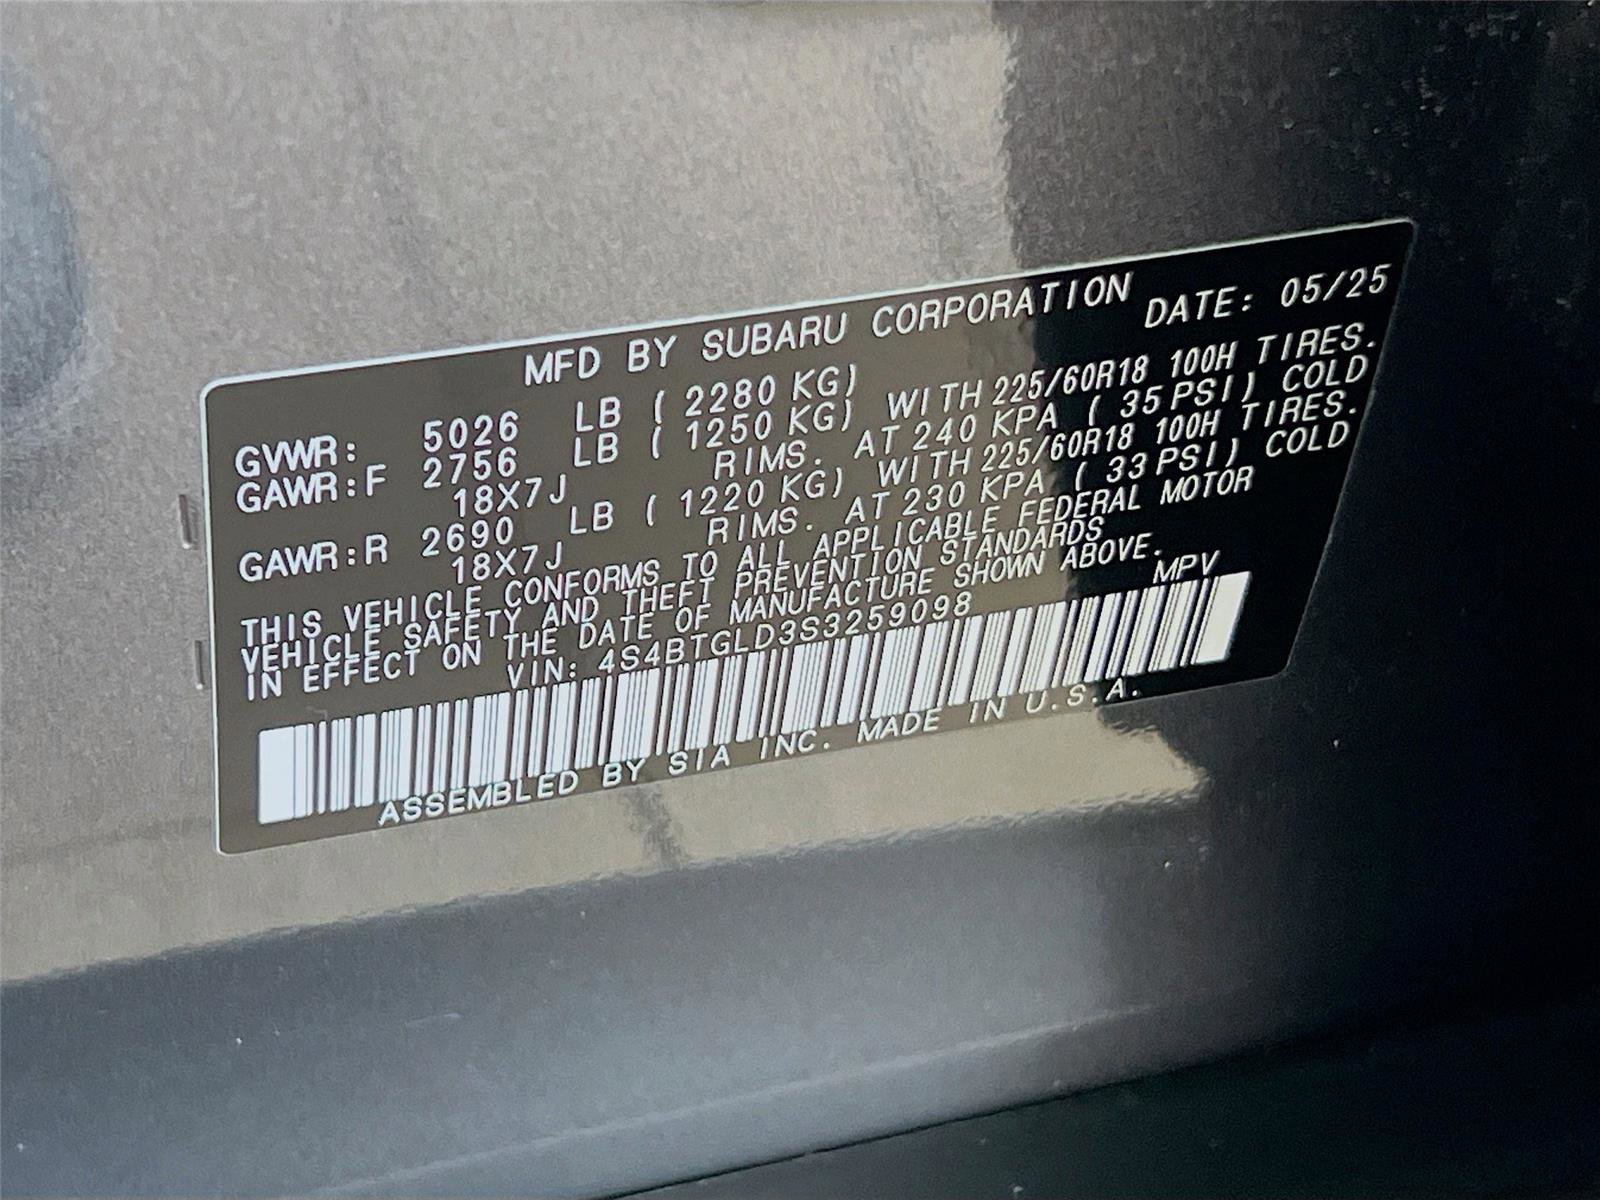 MFD BY SUBARU CORPORATION DATE: 05/25
GVWR: 5026 LB ( 2280 KG)
GAWR:F 2756 LB ( 1250 KG) WITH 225/60R18 100H TIRES.
18X7J RIMS. AT 240 KPA ( 35 PSI) COLD
GAWR:R 2690 LB ( 1220 KG) WITH 225/60R18 100H TIRES.
18X7J RIMS. AT 230 KPA ( 33 PSI) COLD
THIS VEHICLE CONFORMS TO ALL APPLICABLE FEDERAL MOTOR
VEHICLE SAFETY AND THEFT PREVENTION STANDARDS
IN EFFECT ON THE DATE OF MANUFACTURE SHOWN ABOVE.
VIN: 4S4BTGLD3S3259098 MPV
ASSEMBLED BY SIA INC. MADE IN U.S.A.